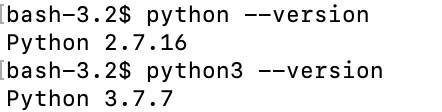 [bash-3.2$ python --version
Python 2.7.16
[bash-3.2$ python3 --version
Python 3.7.7